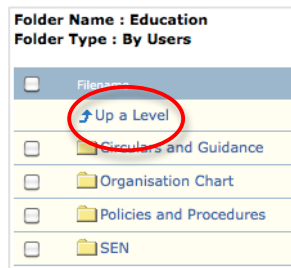 Folder Name : Education
Folder Type : By Users
Filename
Up a Level
Circulars and Guidance
Organisation Chart
Policies and Procedures
SEN